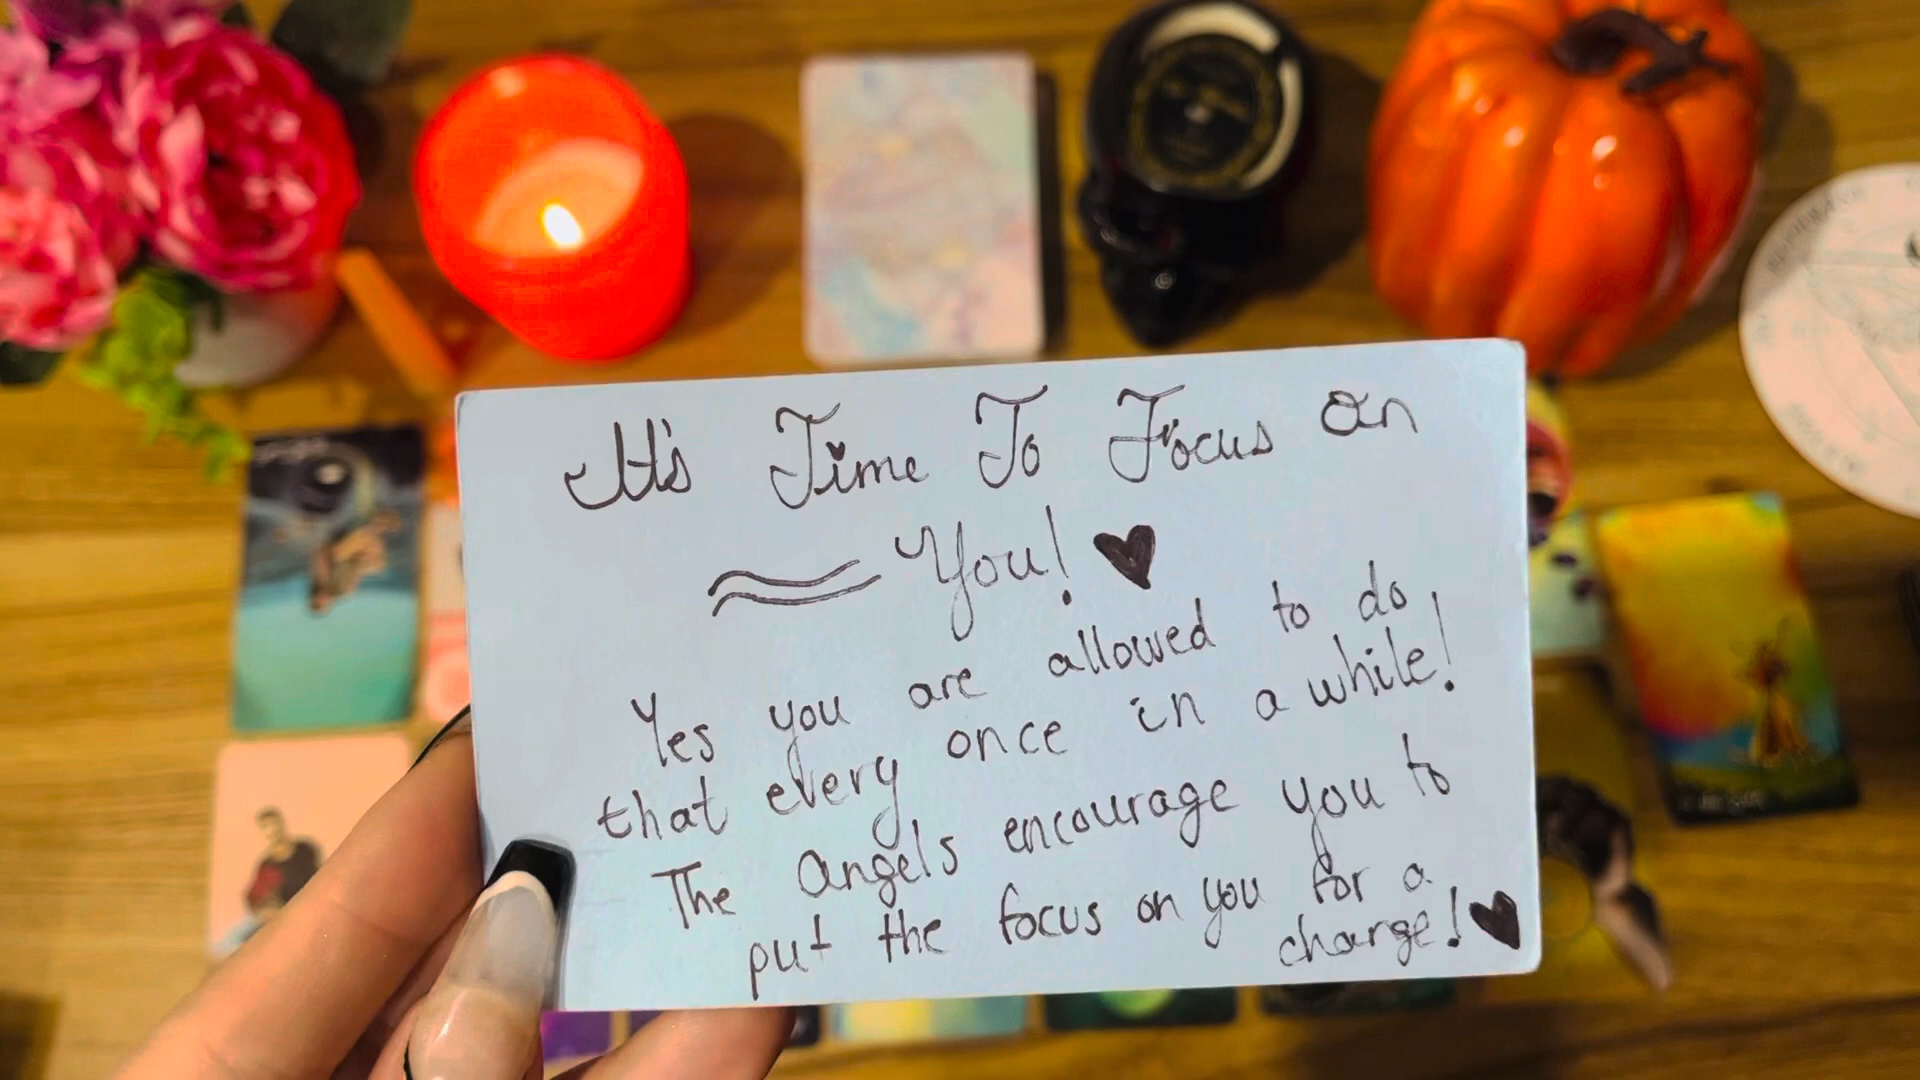 It's Time To Focus On
You! ♥
Yes you are allowed to do
that every once in a while!
The angels encourage you to
put the focus on you for a
change! ♥